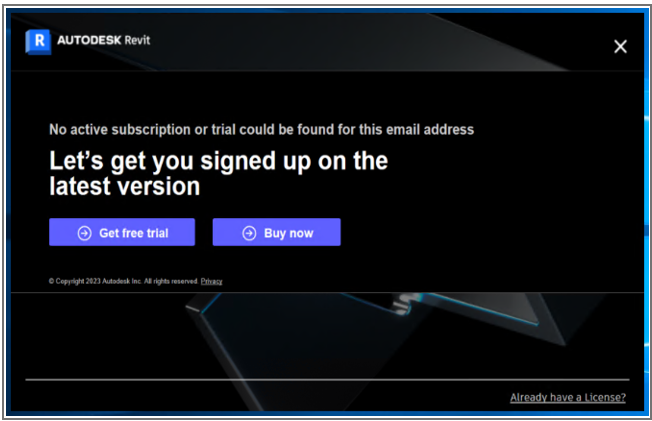 R AUTODESK Revit
No active subscription or trial could be found for this email address
Let's get you signed up on the
latest version
Get free trial
Buy now
© Copyright 2023 Autodesk Inc. All rights reserved. Privacy
Already have a License?